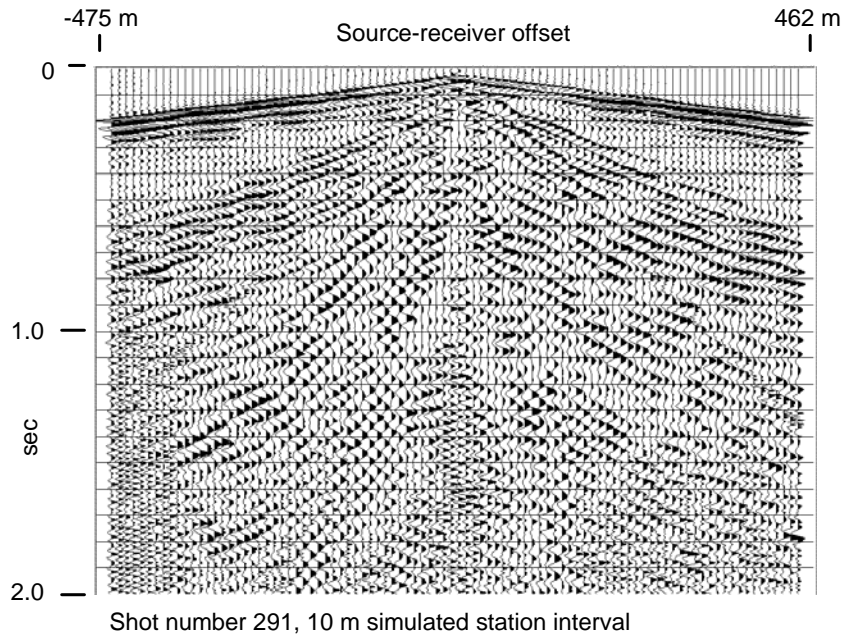 -475 m
462 m
Source-receiver offset
0
1.0
sec
2.0
Shot number 291, 10 m simulated station interval